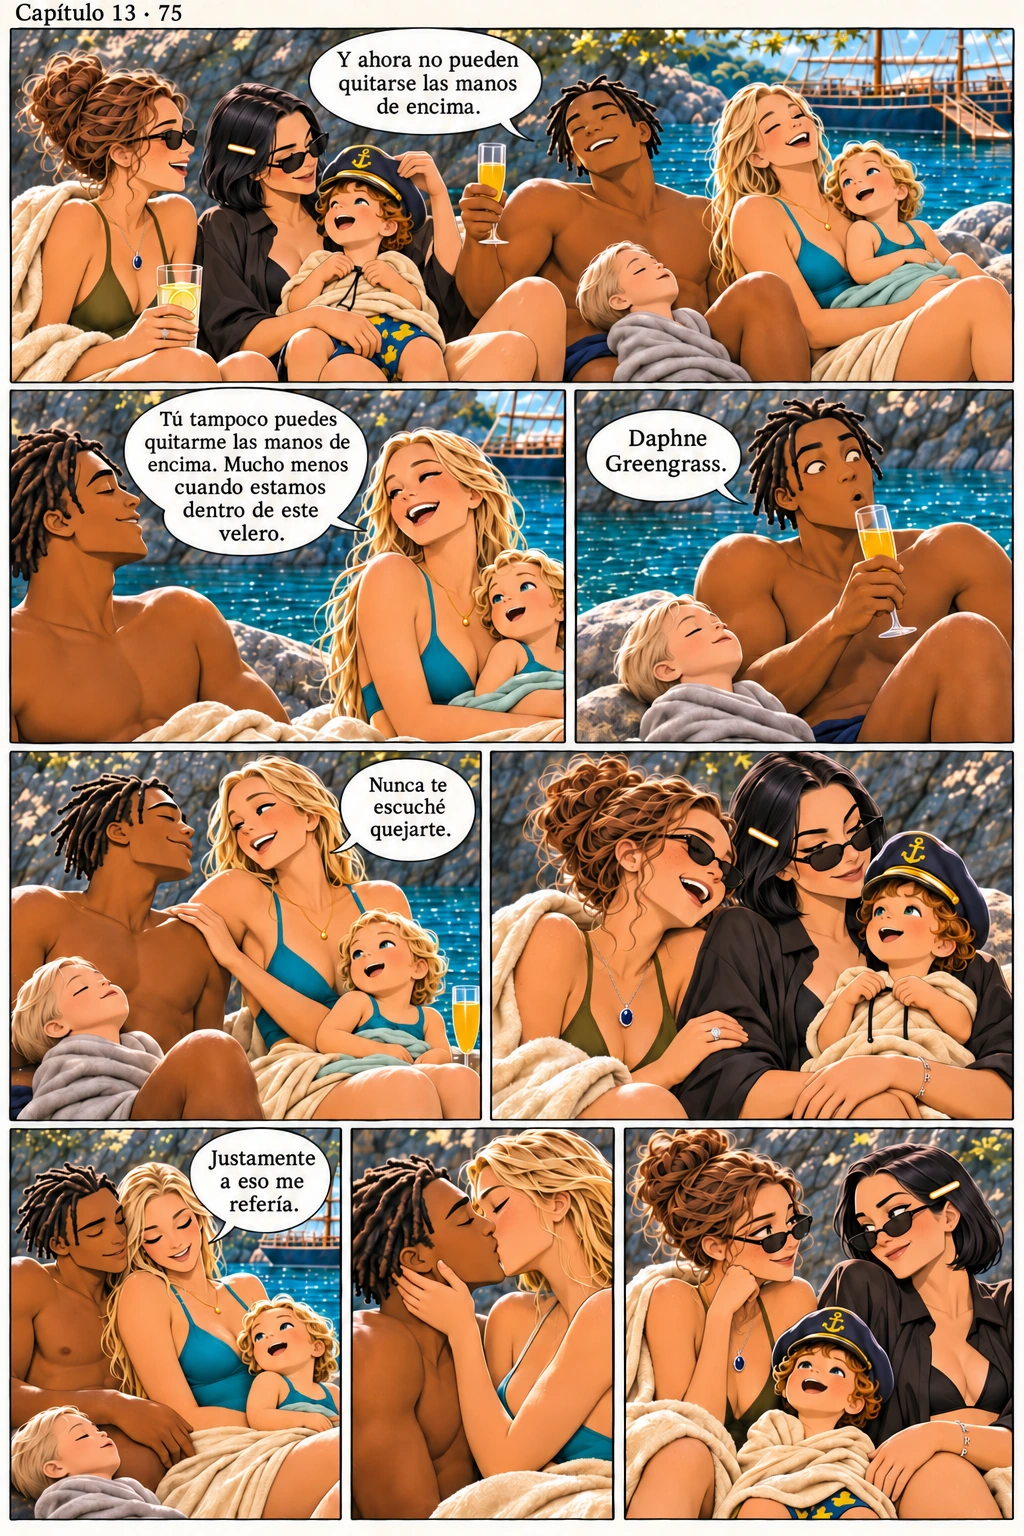 Capítulo 13 · 75
Y ahora no pueden
quitarse las manos
de encima.
Tú tampoco puedes
quitarme las manos de
encima. Mucho menos
cuando estamos
dentro de este
velero.
Daphne
Greengrass.
Nunca te
escuché
quejarte.
Justamente
a eso me
refería.